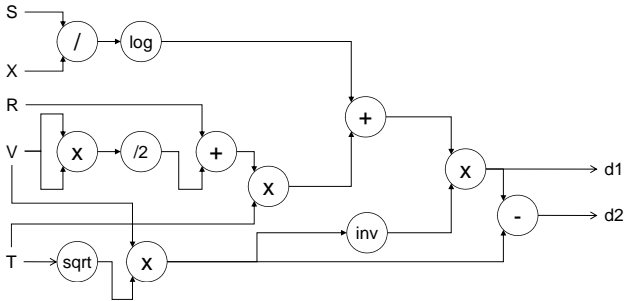 S
/
log
X
R
+
V
x
/2
+
x
x
d1
-
d2
inv
T
sqrt
x